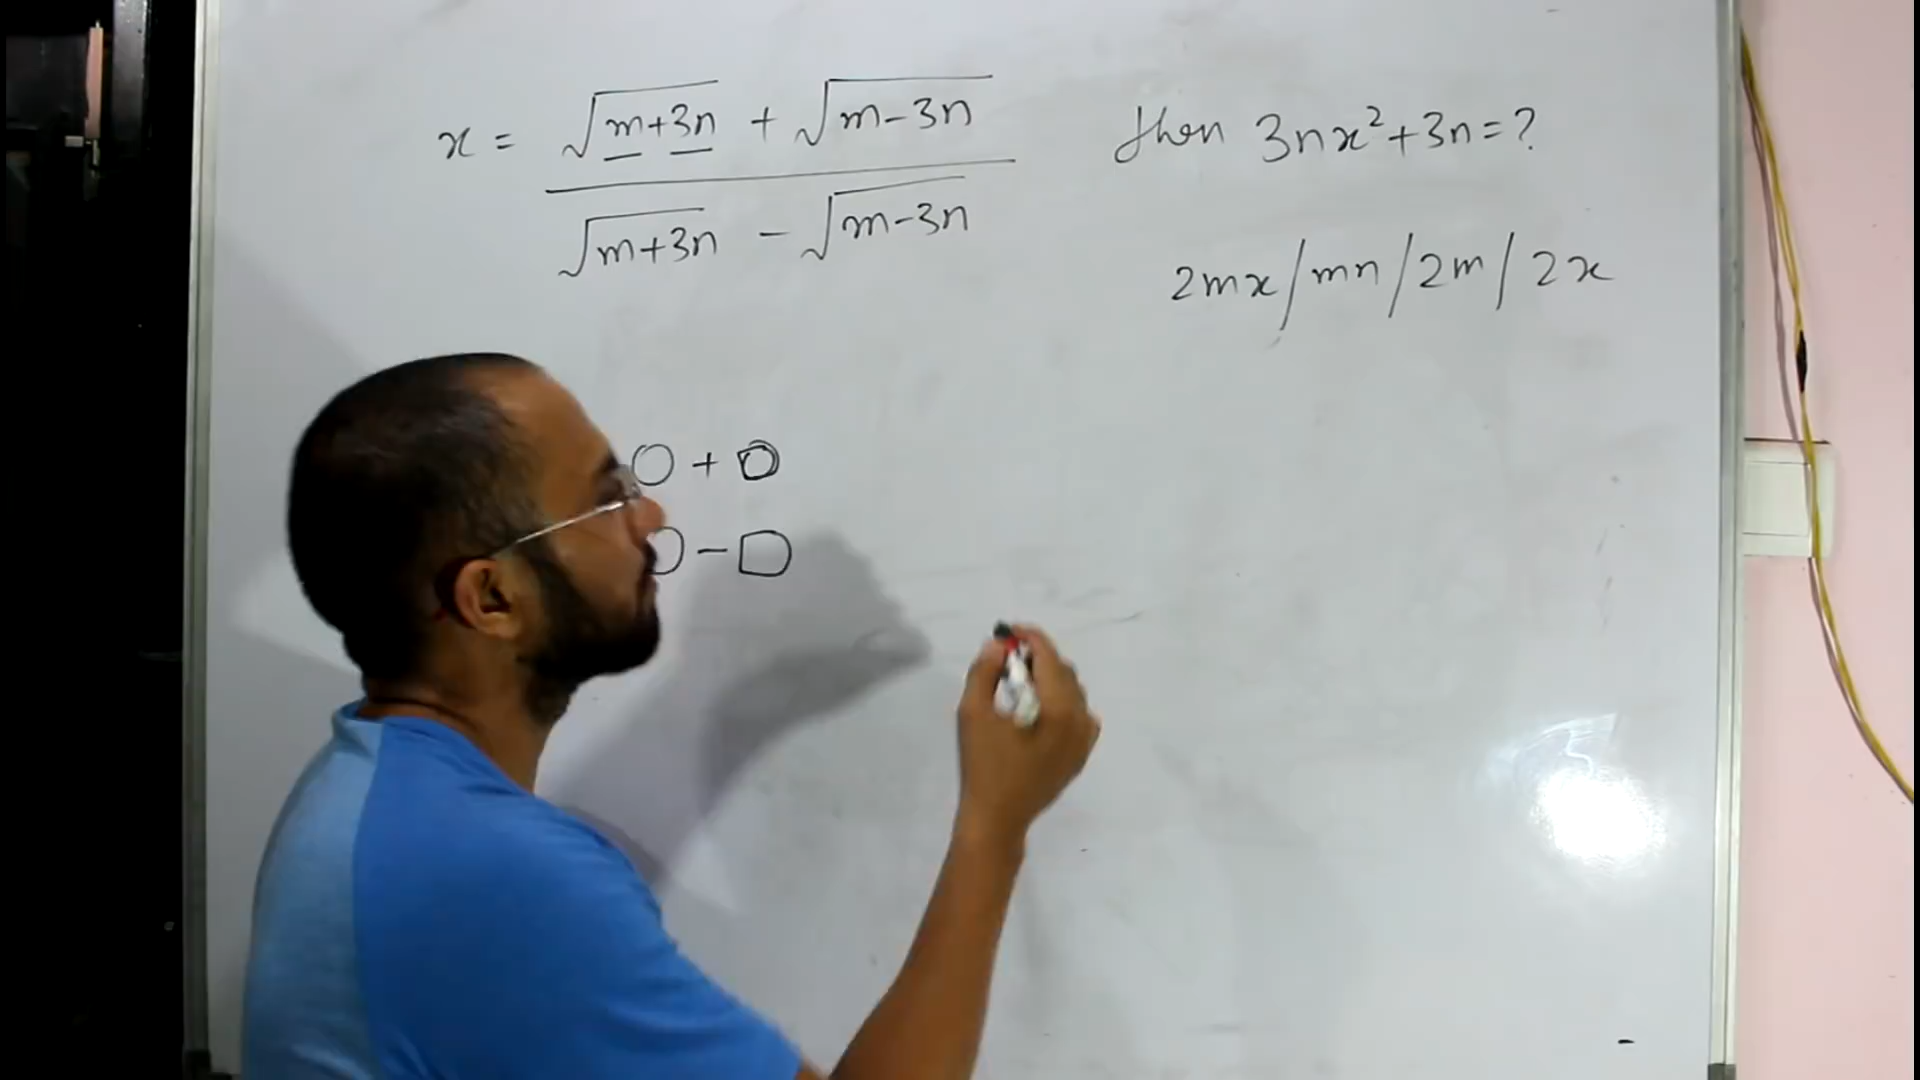 x = (√(m+3n) + √(m-3n)) / (√(m+3n) - √(m-3n)) then 3nx²+3n=?
2mx/mn/2m/2x
○ + □
○ - □